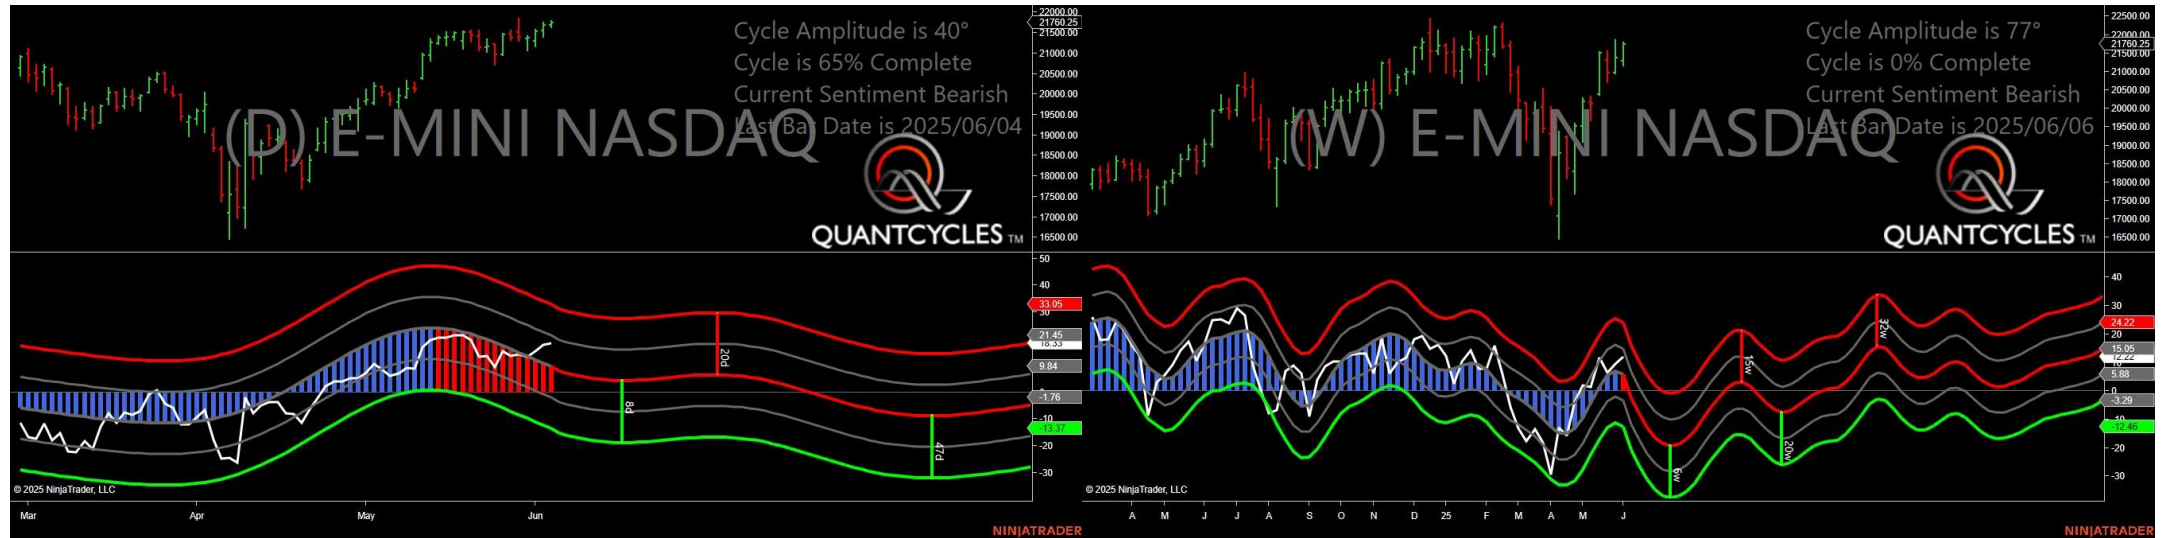 Cycle Amplitude is 40°
Cycle is 65% Complete
Current Sentiment Bearish
Last Bar Date is 2025/06/04
(D) E-MINI NASDAQ
QUANTCYCLES TM
22000.00
21760.25
21500.00
21000.00
20500.00
20000.00
19500.00
19000.00
18500.00
18000.00
17500.00
17000.00
16500.00
50
40
33.05
30
21.45
18.33
9.84
0
-1.76
-10
-13.37
-20
-30
20d
8d
47d
© 2025 NinjaTrader, LLC
Mar Apr May Jun
NINJATRADER
Cycle Amplitude is 77°
Cycle is 0% Complete
Current Sentiment Bearish
Last Bar Date is 2025/06/06
(W) E-MINI NASDAQ
QUANTCYCLES TM
22500.00
22000.00
21760.25
21500.00
21000.00
20500.00
20000.00
19500.00
19000.00
18500.00
18000.00
17500.00
17000.00
16500.00
40
30
24.22
20
15.05
12.22
5.88
0
-3.29
-10
-12.46
-20
-30
15w
32w
6w
20w
© 2025 NinjaTrader, LLC
A M J J A S O N D 25 F M A M J
NINJATRADER